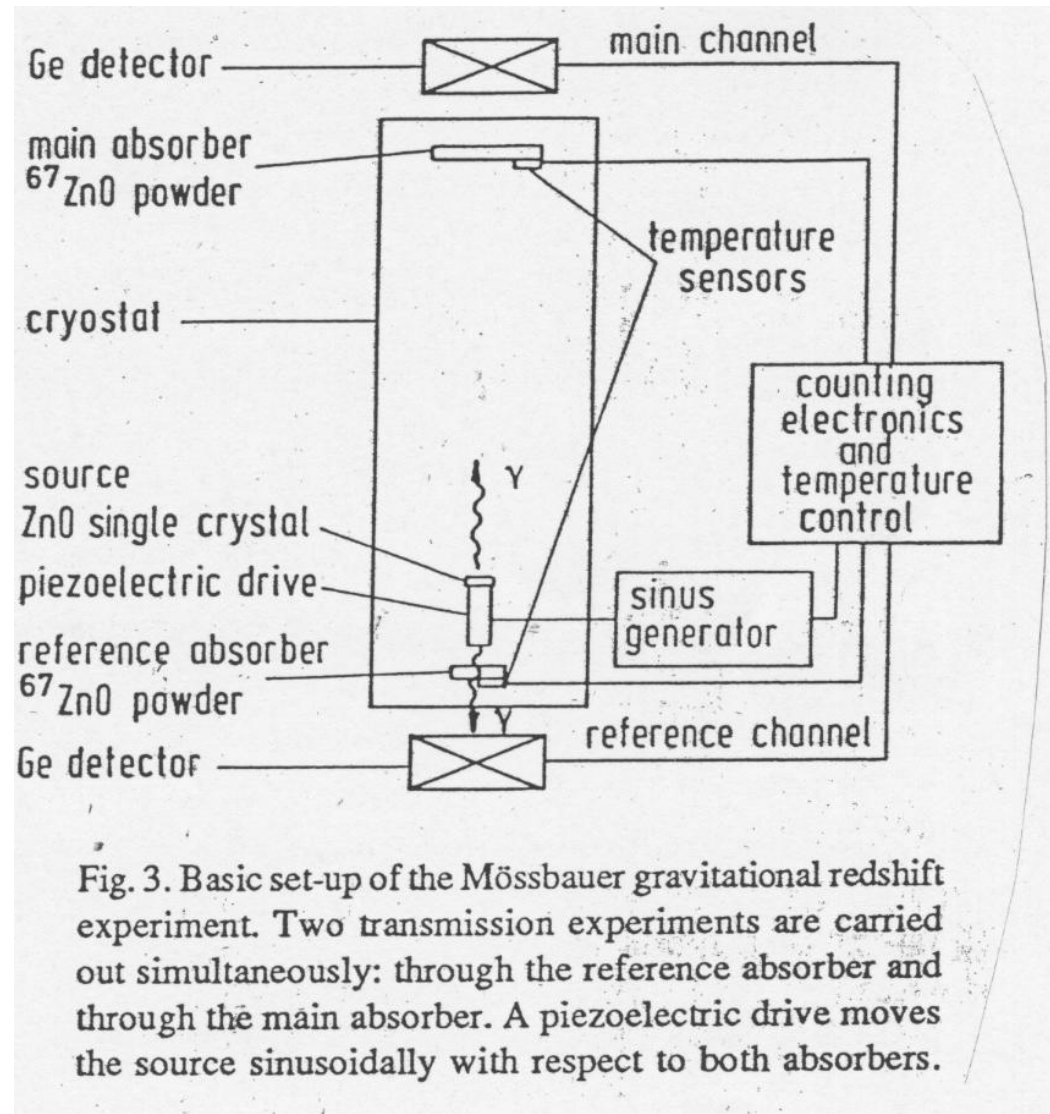 Ge detector
main channel
main absorber
⁶⁷ZnO powder
temperature
sensors
cryostat
counting
electronics
and
temperature
control
source
ZnO single crystal
γ
piezoelectric drive
sinus
generator
reference absorber
⁶⁷ZnO powder
γ
reference channel
Ge detector
Fig. 3. Basic set-up of the Mössbauer gravitational redshift
experiment. Two transmission experiments are carried
out simultaneously: through the reference absorber and
through the main absorber. A piezoelectric drive moves
the source sinusoidally with respect to both absorbers.